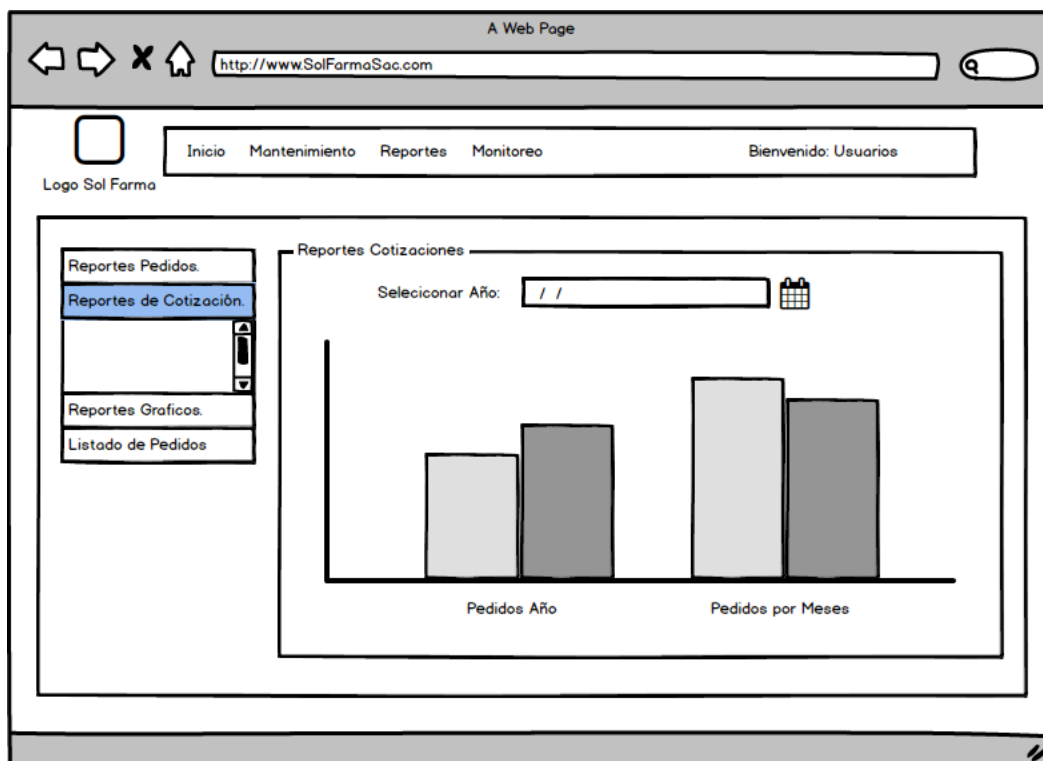 A Web Page
http://www.SolFarmaSac.com
Inicio Mantenimiento Reportes Monitoreo Bienvenido: Usuarios
Logo Sol Farma
Reportes Pedidos.
Reportes de Cotización.
Reportes Graficos.
Listado de Pedidos
Reportes Cotizaciones
Seleciconar Año: / /
Pedidos Año Pedidos por Meses